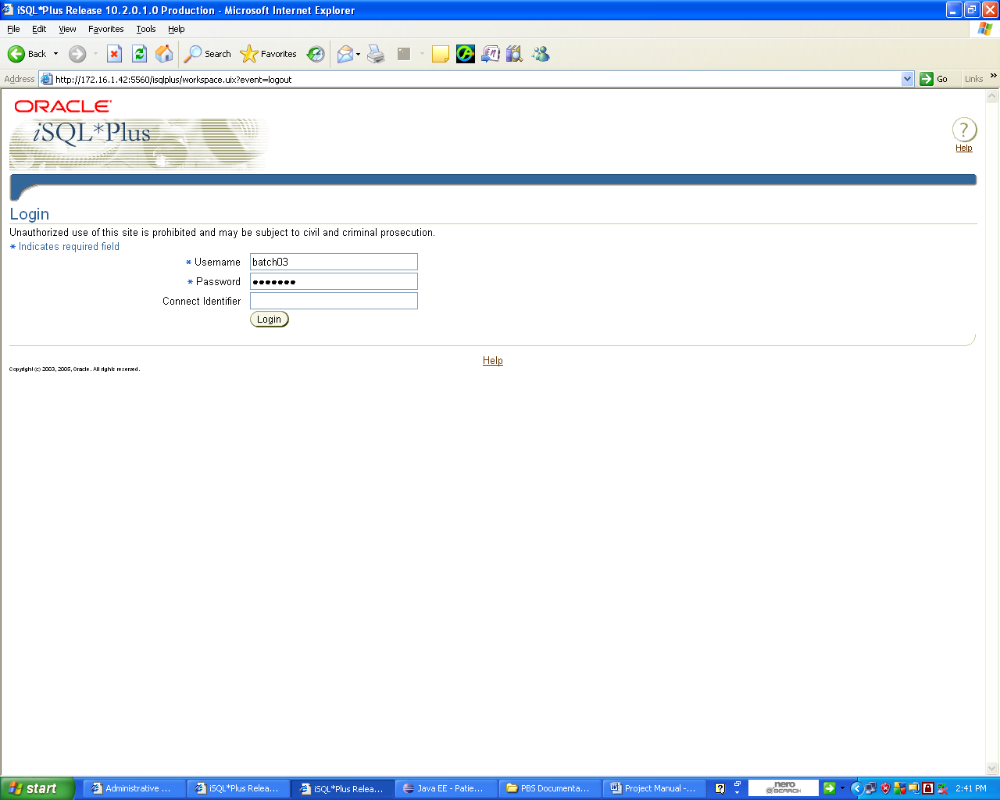 iSQL*Plus Release 10.2.0.1.0 Production - Microsoft Internet Explorer
File Edit View Favorites Tools Help
Back Search Favorites
Address http://172.16.1.42:5560/isqlplus/workspace.uix?event=logout Go Links »
ORACLE
iSQL*Plus
?
Help
Login
Unauthorized use of this site is prohibited and may be subject to civil and criminal prosecution.
* Indicates required field
* Username batch03
* Password ●●●●●●●
Connect Identifier
Login
Help
Copyright (c) 2003, 2005, Oracle. All rights reserved.
start Administrative ... iSQL*Plus Relea... iSQL*Plus Relea... Java EE - Patie... PBS Documenta... Project Manual -... nero @SEARCH 2:41 PM